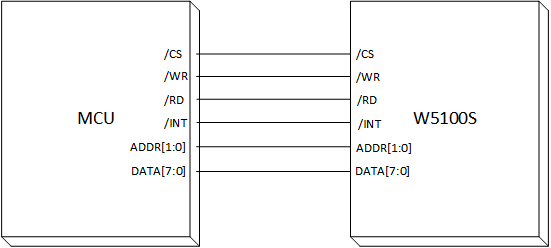 /CS /CS
/WR /WR
/RD /RD
MCU W5100S
/INT /INT
ADDR[1:0] ADDR[1:0]
DATA[7:0] DATA[7:0]